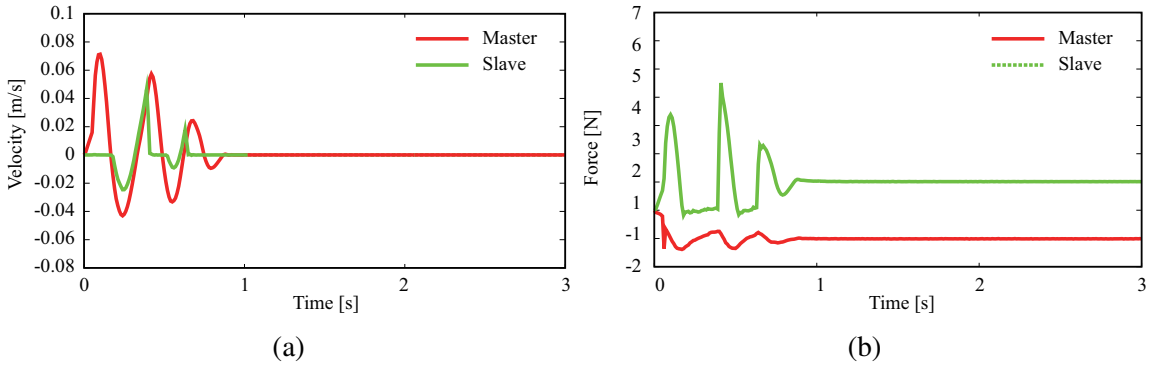 0.1
0.08
0.06
0.04
0.02
0
-0.02
-0.04
-0.06
-0.08
Velocity [m/s]
Master
Slave
0 1 2 3
Time [s]
(a)
7
6
5
4
3
2
1
-1
-2
Force [N]
Master
Slave
0 1 2 3
Time [s]
(b)